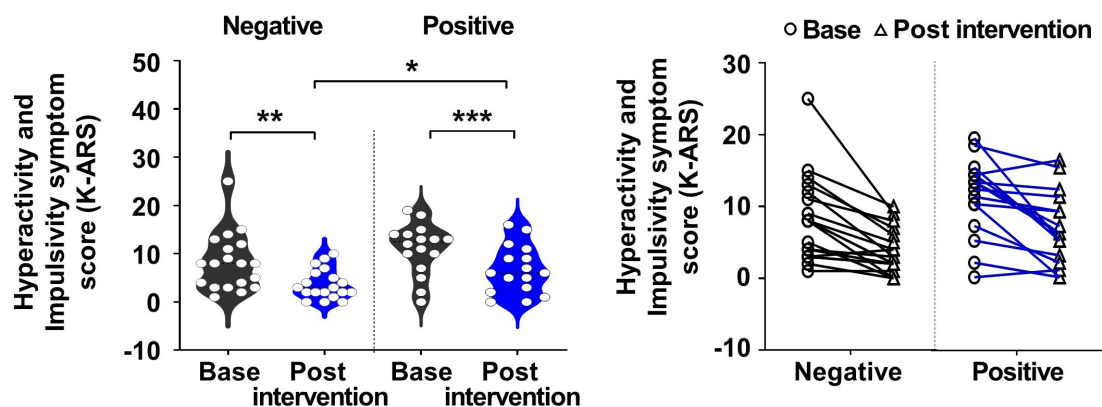 Negative Positive
Hyperactivity and
Impulsivity symptom
score (K-ARS)
50
40
30
20
10
0
-10
*
**
***
Base Post
intervention
Base Post
intervention
Base Post intervention
Hyperactivity and
Impulsivity symptom
score (K-ARS)
30
20
10
0
-10
Negative Positive